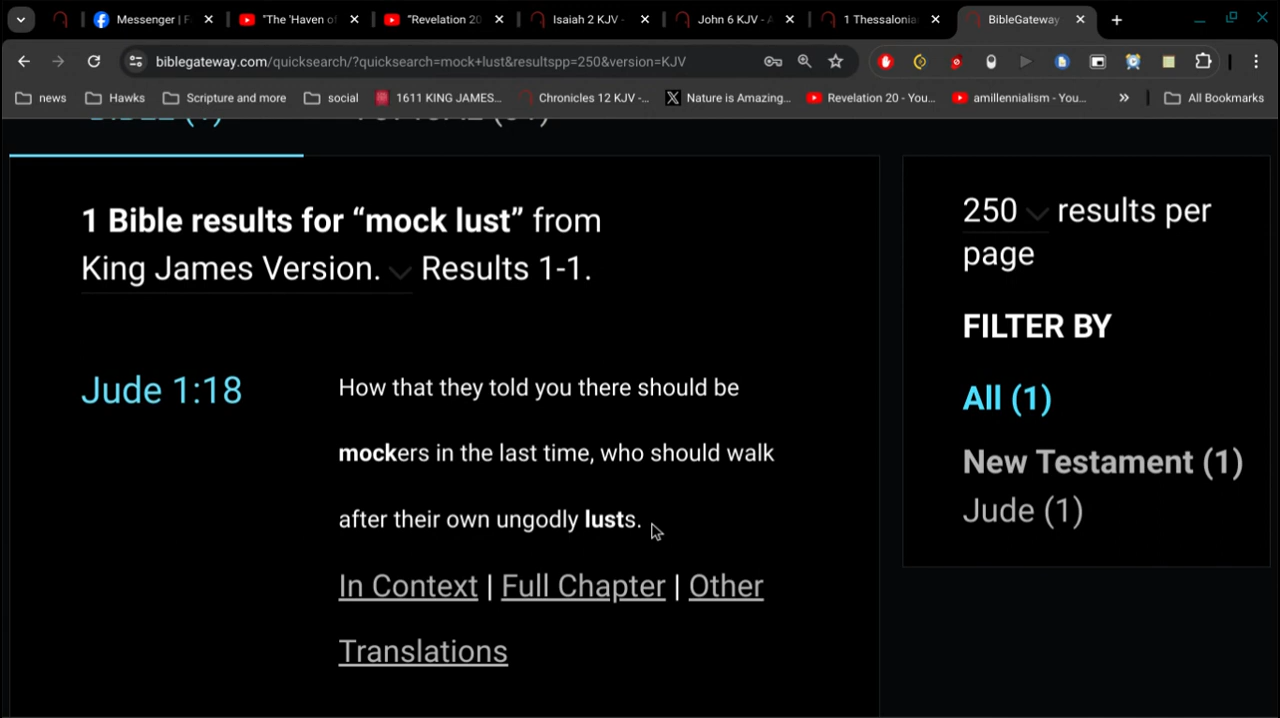 Messenger | F
"The 'Haven of
"Revelation 20
Isaiah 2 KJV -
John 6 KJV - A
1 Thessalonia
BibleGateway
biblegateway.com/quicksearch/?quicksearch=mock+lust&resultspp=250&version=KJV
news
Hawks
Scripture and more
social
1611 KING JAMES...
Chronicles 12 KJV -...
Nature is Amazing...
Revelation 20 - You...
amillennialism - You...
»
All Bookmarks
1 Bible results for “mock lust” from
King James Version. Results 1-1.
Jude 1:18
How that they told you there should be
mockers in the last time, who should walk
after their own ungodly lusts.
In Context | Full Chapter | Other
Translations
250 results per
page
FILTER BY
All (1)
New Testament (1)
Jude (1)